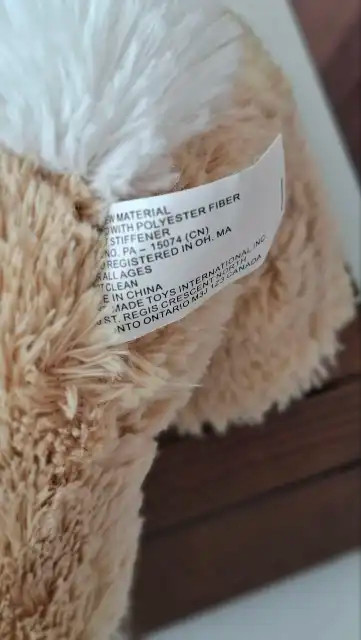 MATERIAL
WITH POLYESTER FIBER
STIFFENER
NO. PA – 15074 (CN)
REGISTERED IN OH. MA
ALL AGES
CLEAN
IN CHINA
MADE TOYS INTERNATIONAL INC.
ST. REGIS CRESCENT NORTH
NTO ONTARIO M3J 1Z3 CANADA